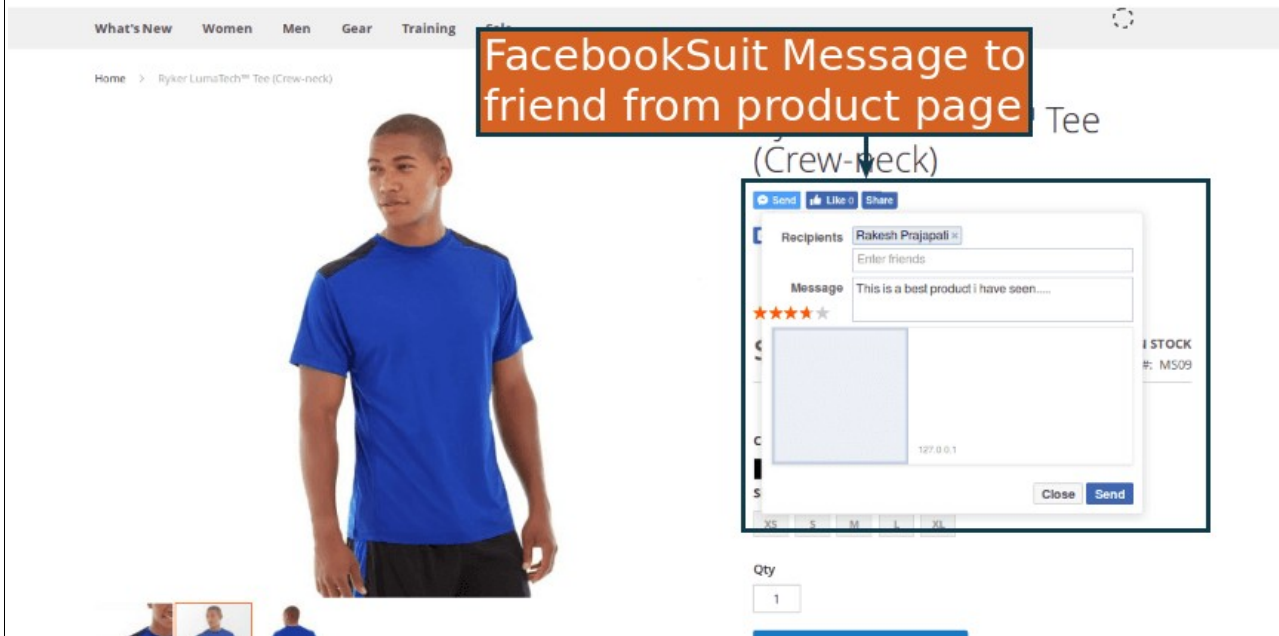 What's New Women Men Gear Training
Home > Ryker LumaTech™ Tee (Crew-neck)
FacebookSuit Message to
friend from product page
Tee
(Crew-neck)
Send Like 0 Share
Recipients Rakesh Prajapati ×
Enter friends
Message This is a best product i have seen.....
STOCK
#: MS09
127.0.0.1
Close Send
XS S M L XL
Qty
1